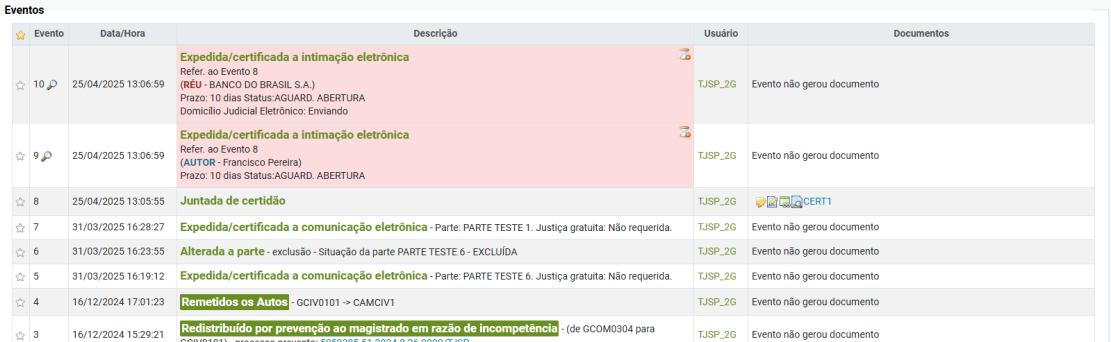 Eventos
Evento Data/Hora Descrição Usuário Documentos
10 25/04/2025 13:06:59 Expedida/certificada a intimação eletrônica
Refer. ao Evento 8
(RÉU - BANCO DO BRASIL S.A.)
Prazo: 10 dias Status:AGUARD. ABERTURA
Domicílio Judicial Eletrônico: Enviando
TJSP_2G Evento não gerou documento
9 25/04/2025 13:06:59 Expedida/certificada a intimação eletrônica
Refer. ao Evento 8
(AUTOR - Francisco Pereira)
Prazo: 10 dias Status:AGUARD. ABERTURA
TJSP_2G Evento não gerou documento
8 25/04/2025 13:05:55 Juntada de certidão TJSP_2G CERT1
7 31/03/2025 16:28:27 Expedida/certificada a comunicação eletrônica - Parte: PARTE TESTE 1. Justiça gratuita: Não requerida. TJSP_2G Evento não gerou documento
6 31/03/2025 16:23:55 Alterada a parte - exclusão - Situação da parte PARTE TESTE 6 - EXCLUÍDA TJSP_2G Evento não gerou documento
5 31/03/2025 16:19:12 Expedida/certificada a comunicação eletrônica - Parte: PARTE TESTE 6. Justiça gratuita: Não requerida. TJSP_2G Evento não gerou documento
4 16/12/2024 17:01:23 Remetidos os Autos - GCIV0101 -> CAMCIV1 TJSP_2G Evento não gerou documento
3 16/12/2024 15:29:21 Redistribuído por prevenção ao magistrado em razão de incompetência - (de GCOM0304 para TJSP_2G Evento não gerou documento